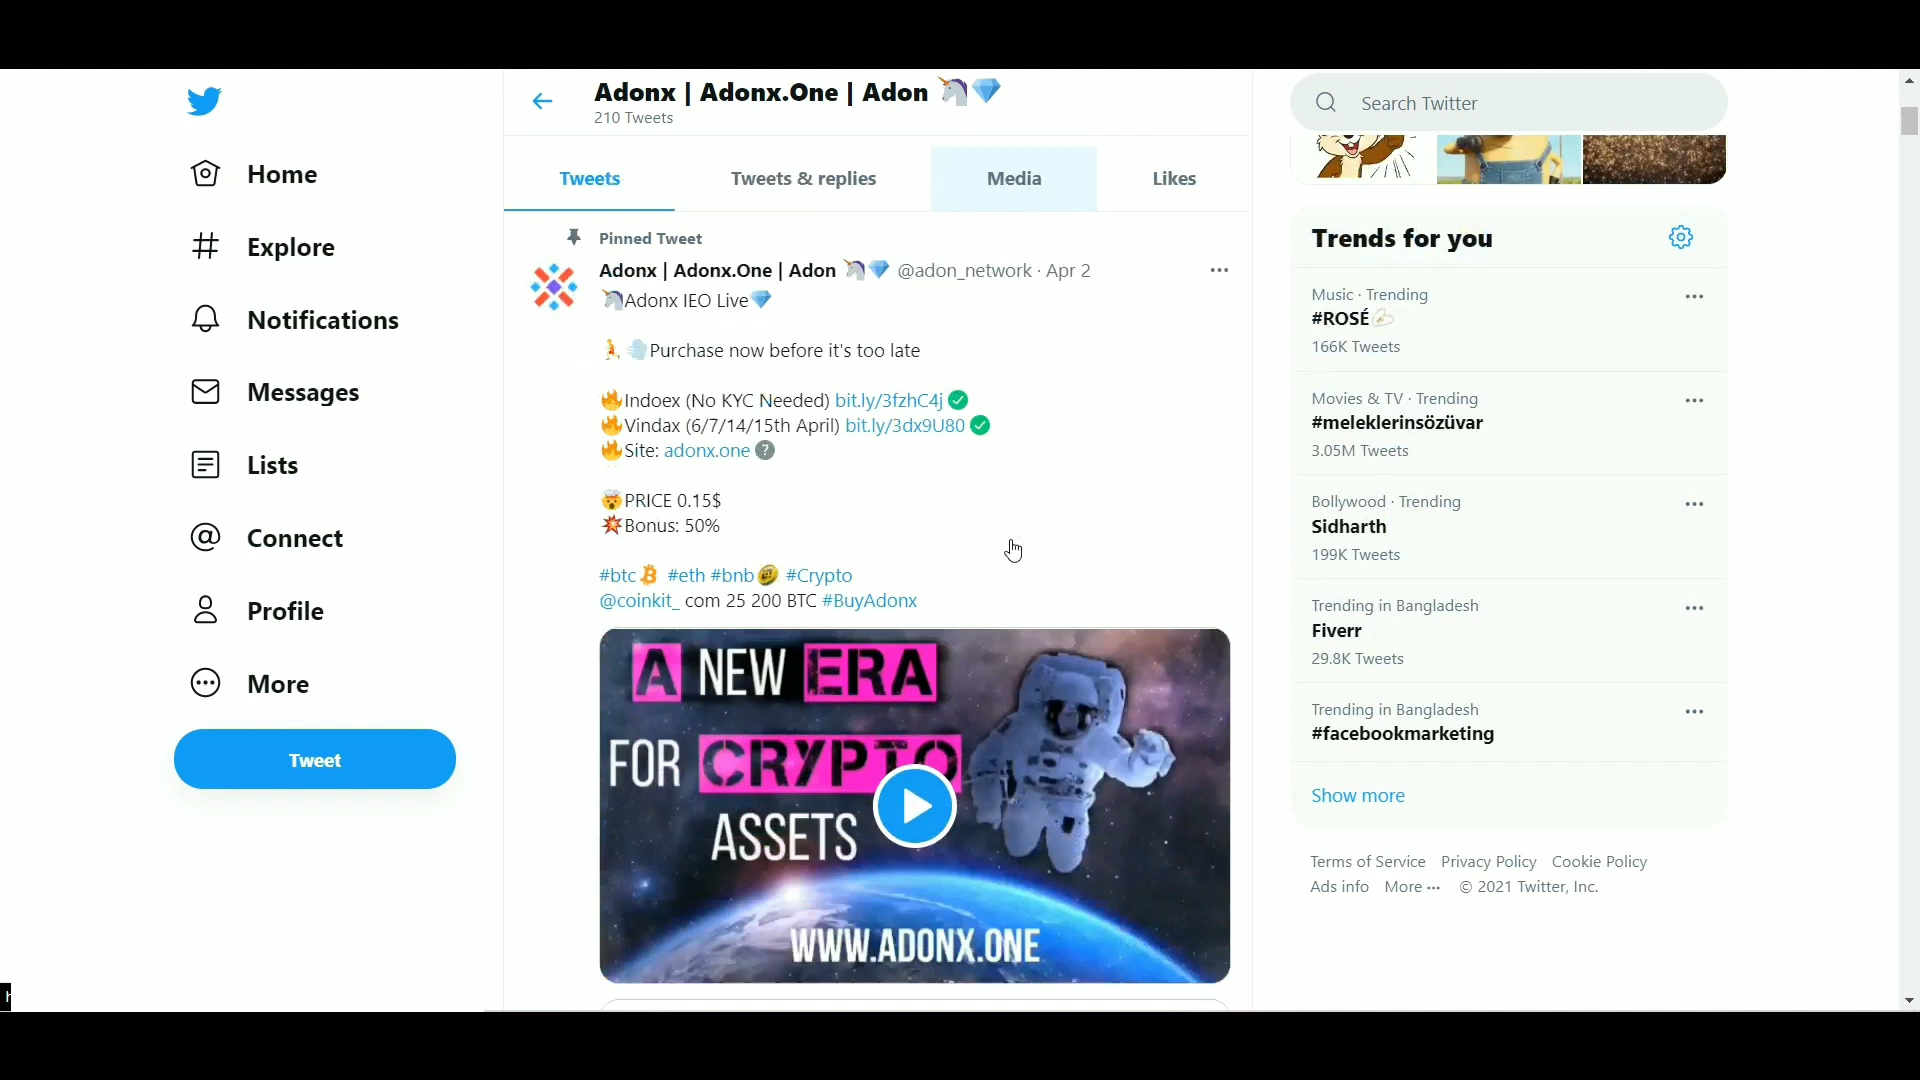 Adonx | Adonx.One | Adon 🦄💎
210 Tweets
Search Twitter
Home
Explore
Notifications
Messages
Lists
Connect
Profile
More
Tweet
Tweets
Tweets & replies
Media
Likes
Pinned Tweet
Adonx | Adonx.One | Adon 🦄💎 @adon_network · Apr 2
🦄Adonx IEO Live💎
🏃💨Purchase now before it's too late
🔥Indoex (No KYC Needed) bit.ly/3fzhC4j
🔥Vindax (6/7/14/15th April) bit.ly/3dx9U80
🔥Site: adonx.one
🤯PRICE 0.15$
💥Bonus: 50%
#btc #eth #bnb #Crypto
@coinkit_ com 25 200 BTC #BuyAdonx
A NEW ERA
FOR CRYPTO
ASSETS
WWW.ADONX.ONE
Trends for you
Music · Trending
#ROSÉ
166K Tweets
Movies & TV · Trending
#meleklerinsözüvar
3.05M Tweets
Bollywood · Trending
Sidharth
199K Tweets
Trending in Bangladesh
Fiverr
29.8K Tweets
Trending in Bangladesh
#facebookmarketing
Show more
Terms of Service Privacy Policy Cookie Policy
Ads info More ··· © 2021 Twitter, Inc.